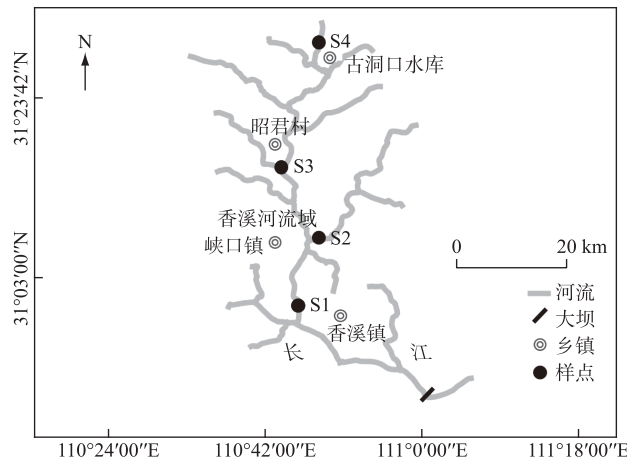 N
S4
古洞口水库
31°23′42″N
昭君村
S3
香溪河流域
峡口镇
S2
0 20 km
31°03′00″N
S1
香溪镇
长 江
河流
大坝
乡镇
样点
110°24′00″E 110°42′00″E 111°0′00″E 111°18′00″E